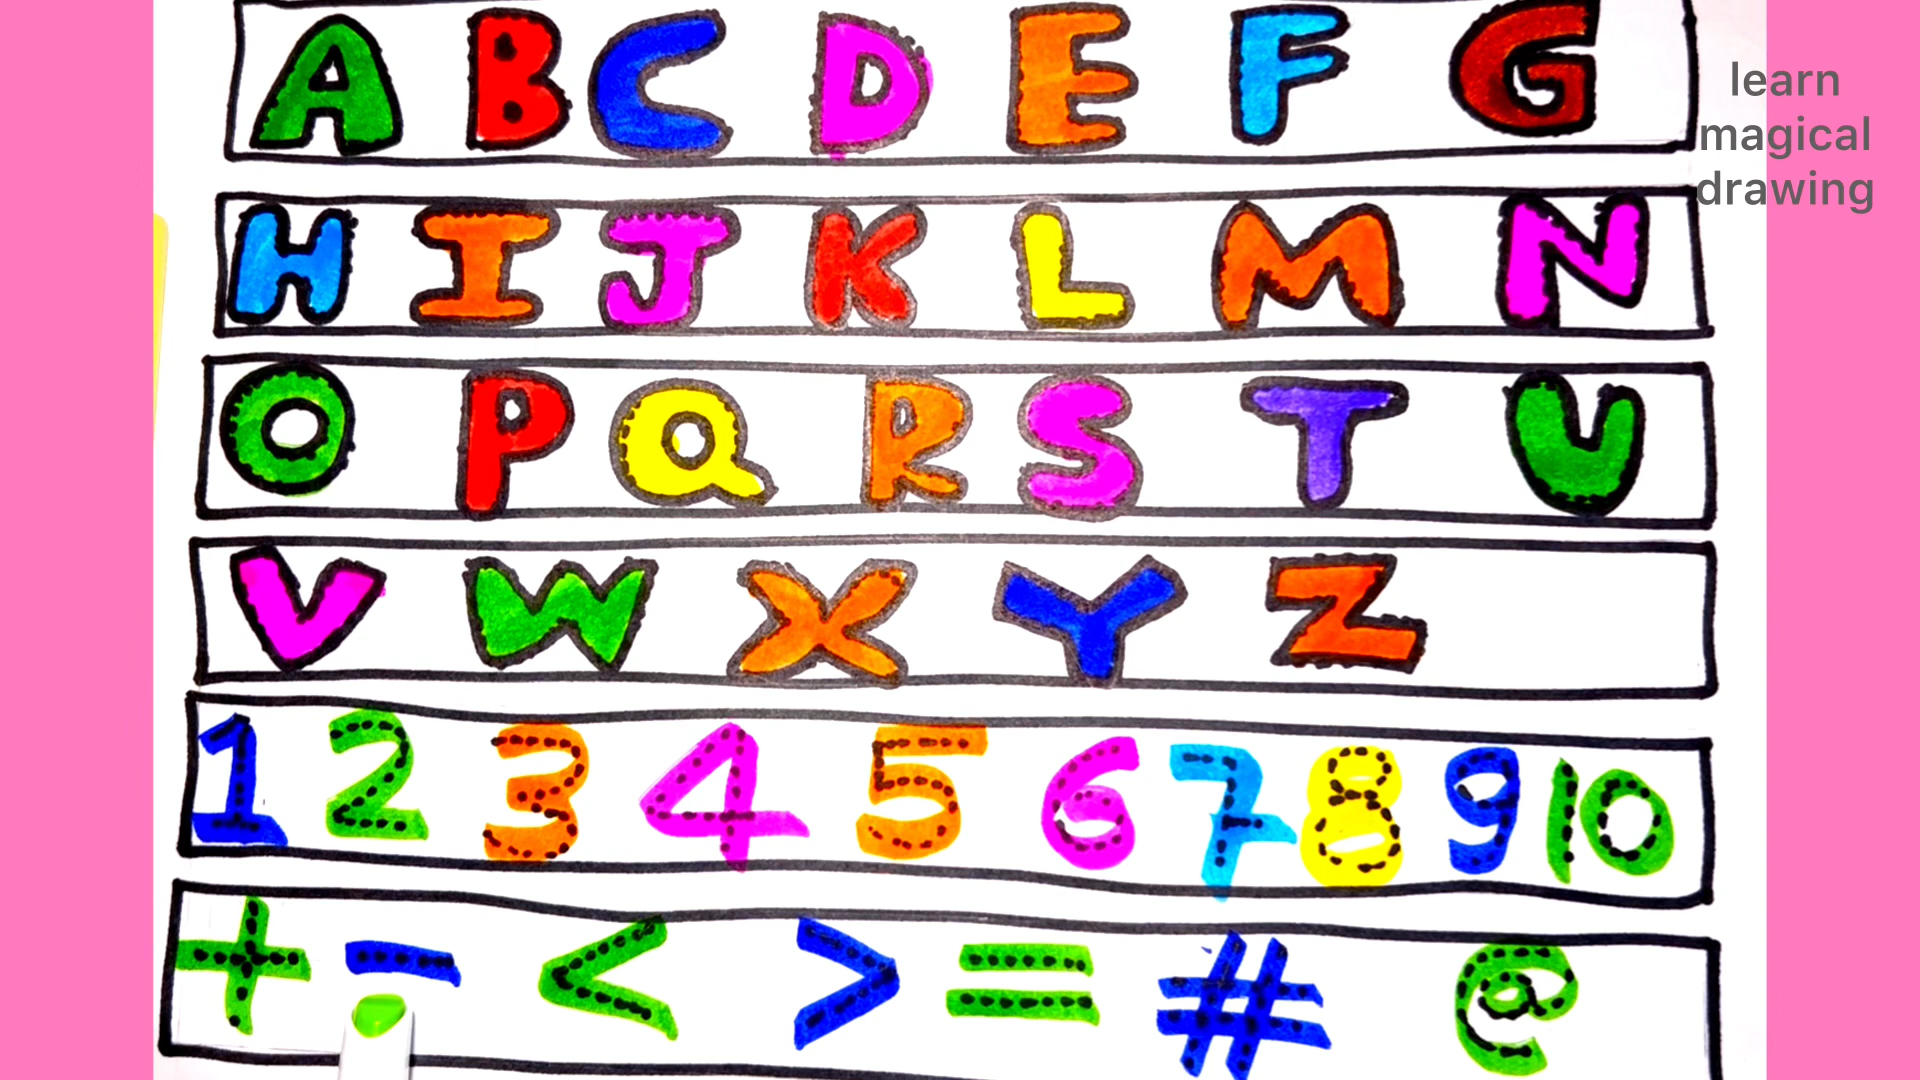 A B C D E F G
learn
magical
drawing
H I J K L M N
O P Q R S T U
V W X Y Z
1 2 3 4 5 6 7 8 9 10
+ - < > = # @